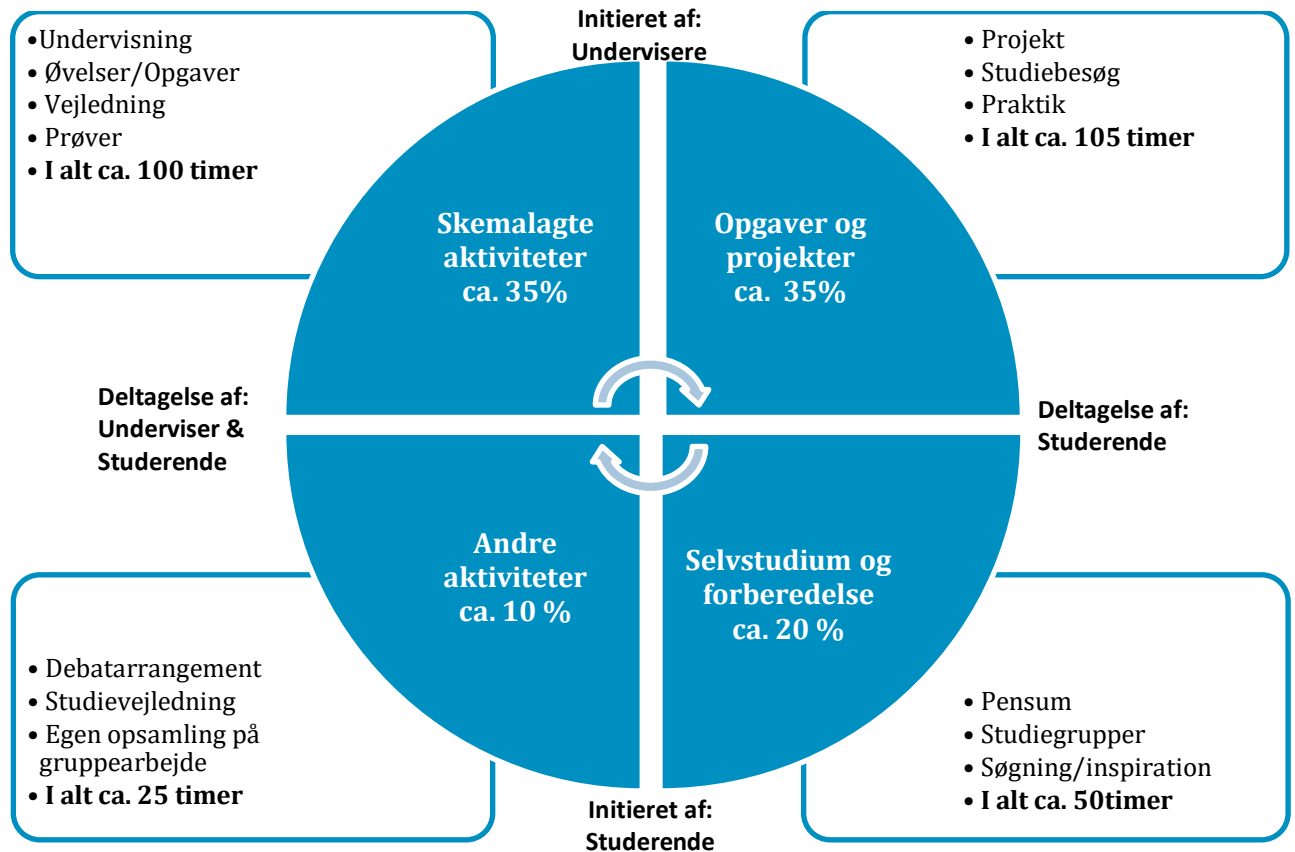 Initieret af:
Undervisere
•Undervisning
• Øvelser/Opgaver
• Vejledning
• Prøver
• I alt ca. 100 timer
• Projekt
• Studiebesøg
• Praktik
• I alt ca. 105 timer
Skemalagte
aktiviteter
ca. 35%
Opgaver og
projekter
ca. 35%
Deltagelse af:
Underviser &
Studerende
Deltagelse af:
Studerende
Andre
aktiviteter
ca. 10 %
Selvstudium og
forberedelse
ca. 20 %
• Debatarrangement
• Studievejledning
• Egen opsamling på
gruppearbejde
• I alt ca. 25 timer
• Pensum
• Studiegrupper
• Søgning/inspiration
• I alt ca. 50timer
Initieret af:
Studerende